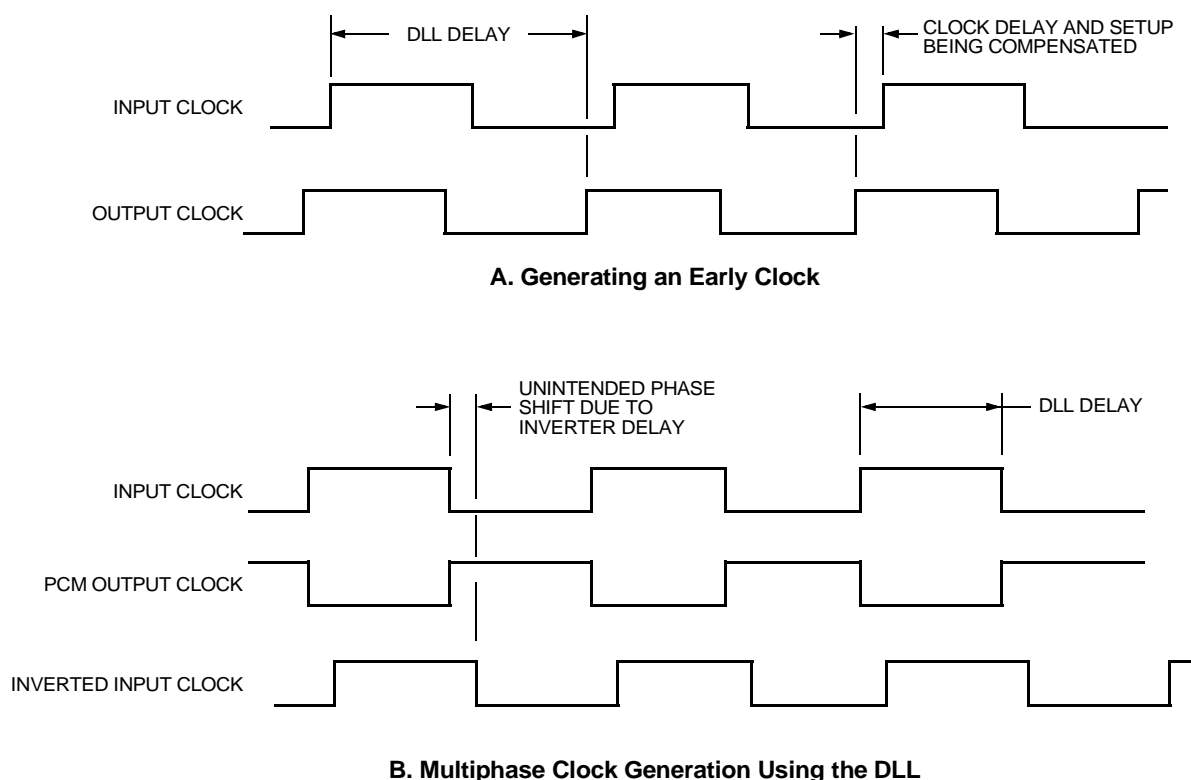 DLL DELAY
CLOCK DELAY AND SETUP
BEING COMPENSATED
INPUT CLOCK
OUTPUT CLOCK
A. Generating an Early Clock
UNINTENDED PHASE
SHIFT DUE TO
INVERTER DELAY
DLL DELAY
INPUT CLOCK
PCM OUTPUT CLOCK
INVERTED INPUT CLOCK
B. Multiphase Clock Generation Using the DLL